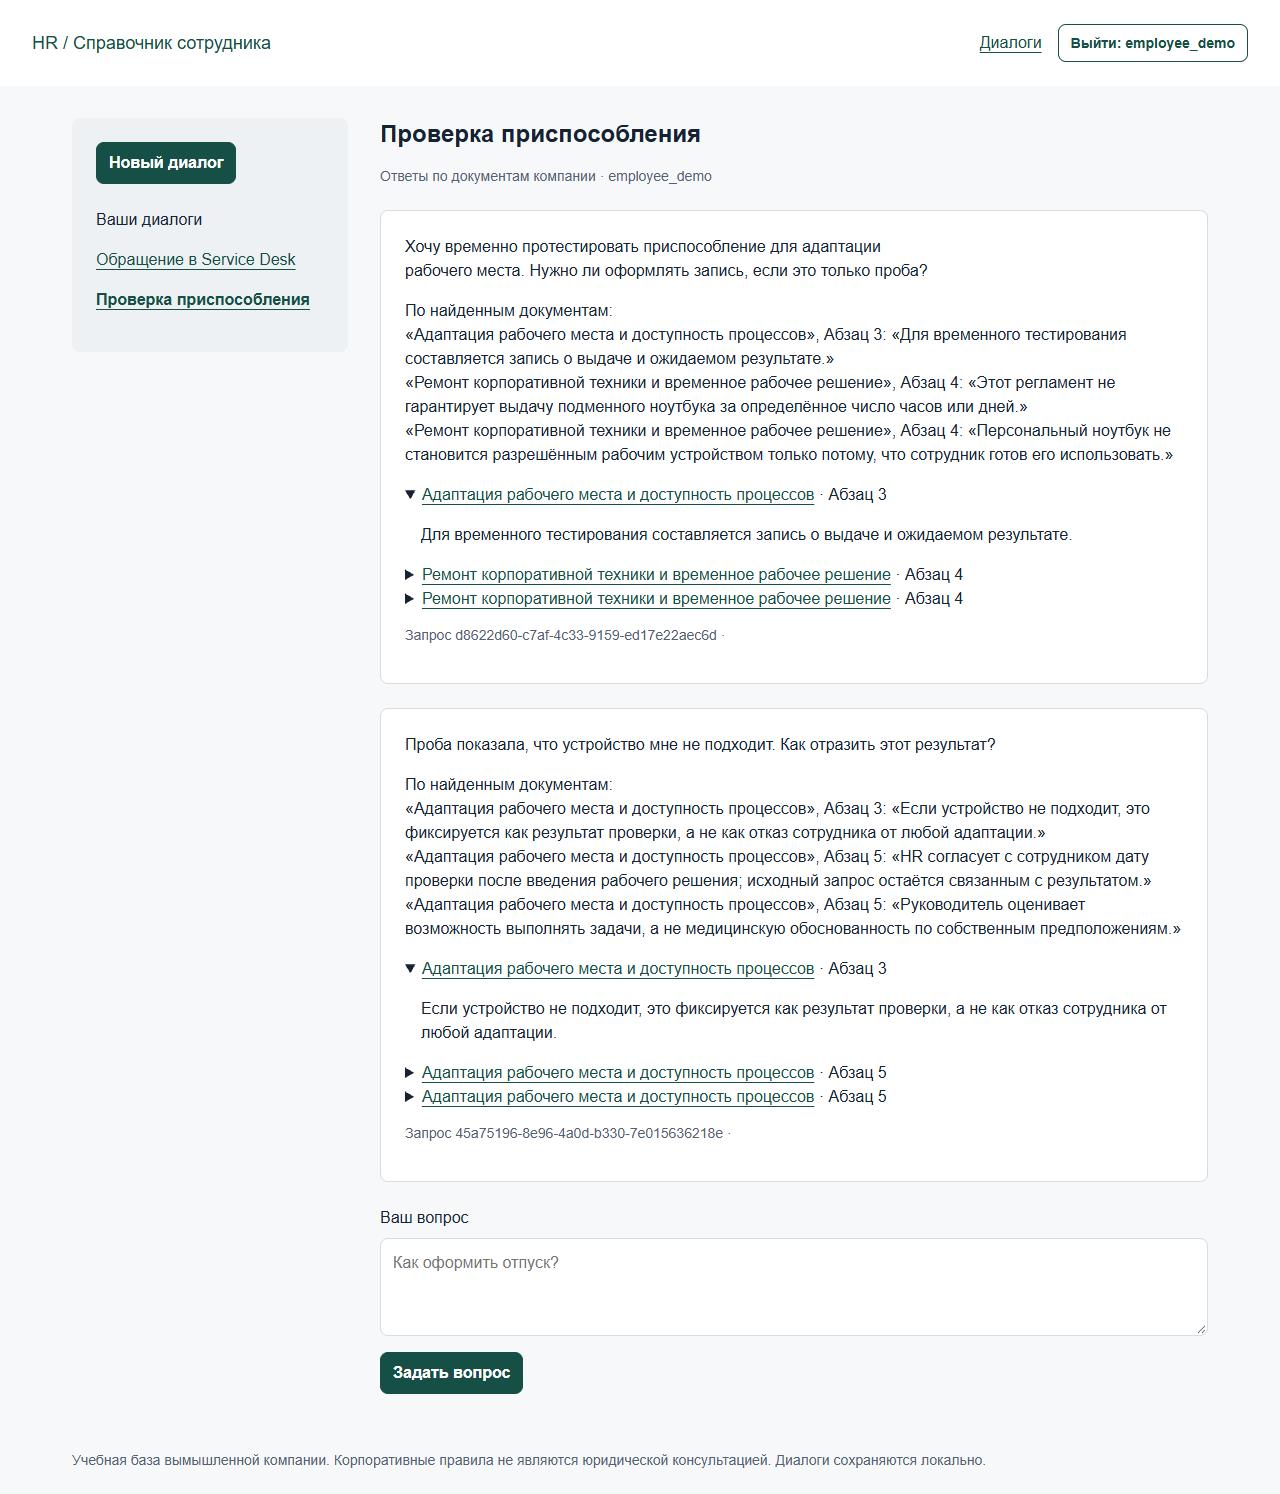 HR / Справочник сотрудника
Диалоги
Выйти: employee_demo
Новый диалог
Ваши диалоги
Обращение в Service Desk
Проверка приспособления
Проверка приспособления
Ответы по документам компании · employee_demo
Хочу временно протестировать приспособление для адаптации
рабочего места. Нужно ли оформлять запись, если это только проба?
По найденным документам:
«Адаптация рабочего места и доступность процессов», Абзац 3: «Для временного тестирования
составляется запись о выдаче и ожидаемом результате.»
«Ремонт корпоративной техники и временное рабочее решение», Абзац 4: «Этот регламент не
гарантирует выдачу подменного ноутбука за определённое число часов или дней.»
«Ремонт корпоративной техники и временное рабочее решение», Абзац 4: «Персональный ноутбук не
становится разрешённым рабочим устройством только потому, что сотрудник готов его использовать.»
Адаптация рабочего места и доступность процессов · Абзац 3
Для временного тестирования составляется запись о выдаче и ожидаемом результате.
Ремонт корпоративной техники и временное рабочее решение · Абзац 4
Ремонт корпоративной техники и временное рабочее решение · Абзац 4
Запрос d8622d60-c7af-4c33-9159-ed17e22aec6d ·
Проба показала, что устройство мне не подходит. Как отразить этот результат?
По найденным документам:
«Адаптация рабочего места и доступность процессов», Абзац 3: «Если устройство не подходит, это
фиксируется как результат проверки, а не как отказ сотрудника от любой адаптации.»
«Адаптация рабочего места и доступность процессов», Абзац 5: «HR согласует с сотрудником дату
проверки после введения рабочего решения; исходный запрос остаётся связанным с результатом.»
«Адаптация рабочего места и доступность процессов», Абзац 5: «Руководитель оценивает
возможность выполнять задачи, а не медицинскую обоснованность по собственным предположениям.»
Адаптация рабочего места и доступность процессов · Абзац 3
Если устройство не подходит, это фиксируется как результат проверки, а не как отказ сотрудника от
любой адаптации.
Адаптация рабочего места и доступность процессов · Абзац 5
Адаптация рабочего места и доступность процессов · Абзац 5
Запрос 45a75196-8e96-4a0d-b330-7e015636218e ·
Ваш вопрос
Как оформить отпуск?
Задать вопрос
Учебная база вымышленной компании. Корпоративные правила не являются юридической консультацией. Диалоги сохраняются локально.